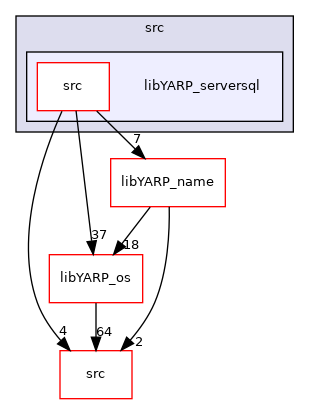 src
src
libYARP_serversql
7
libYARP_name
37
18
libYARP_os
4
64
2
src